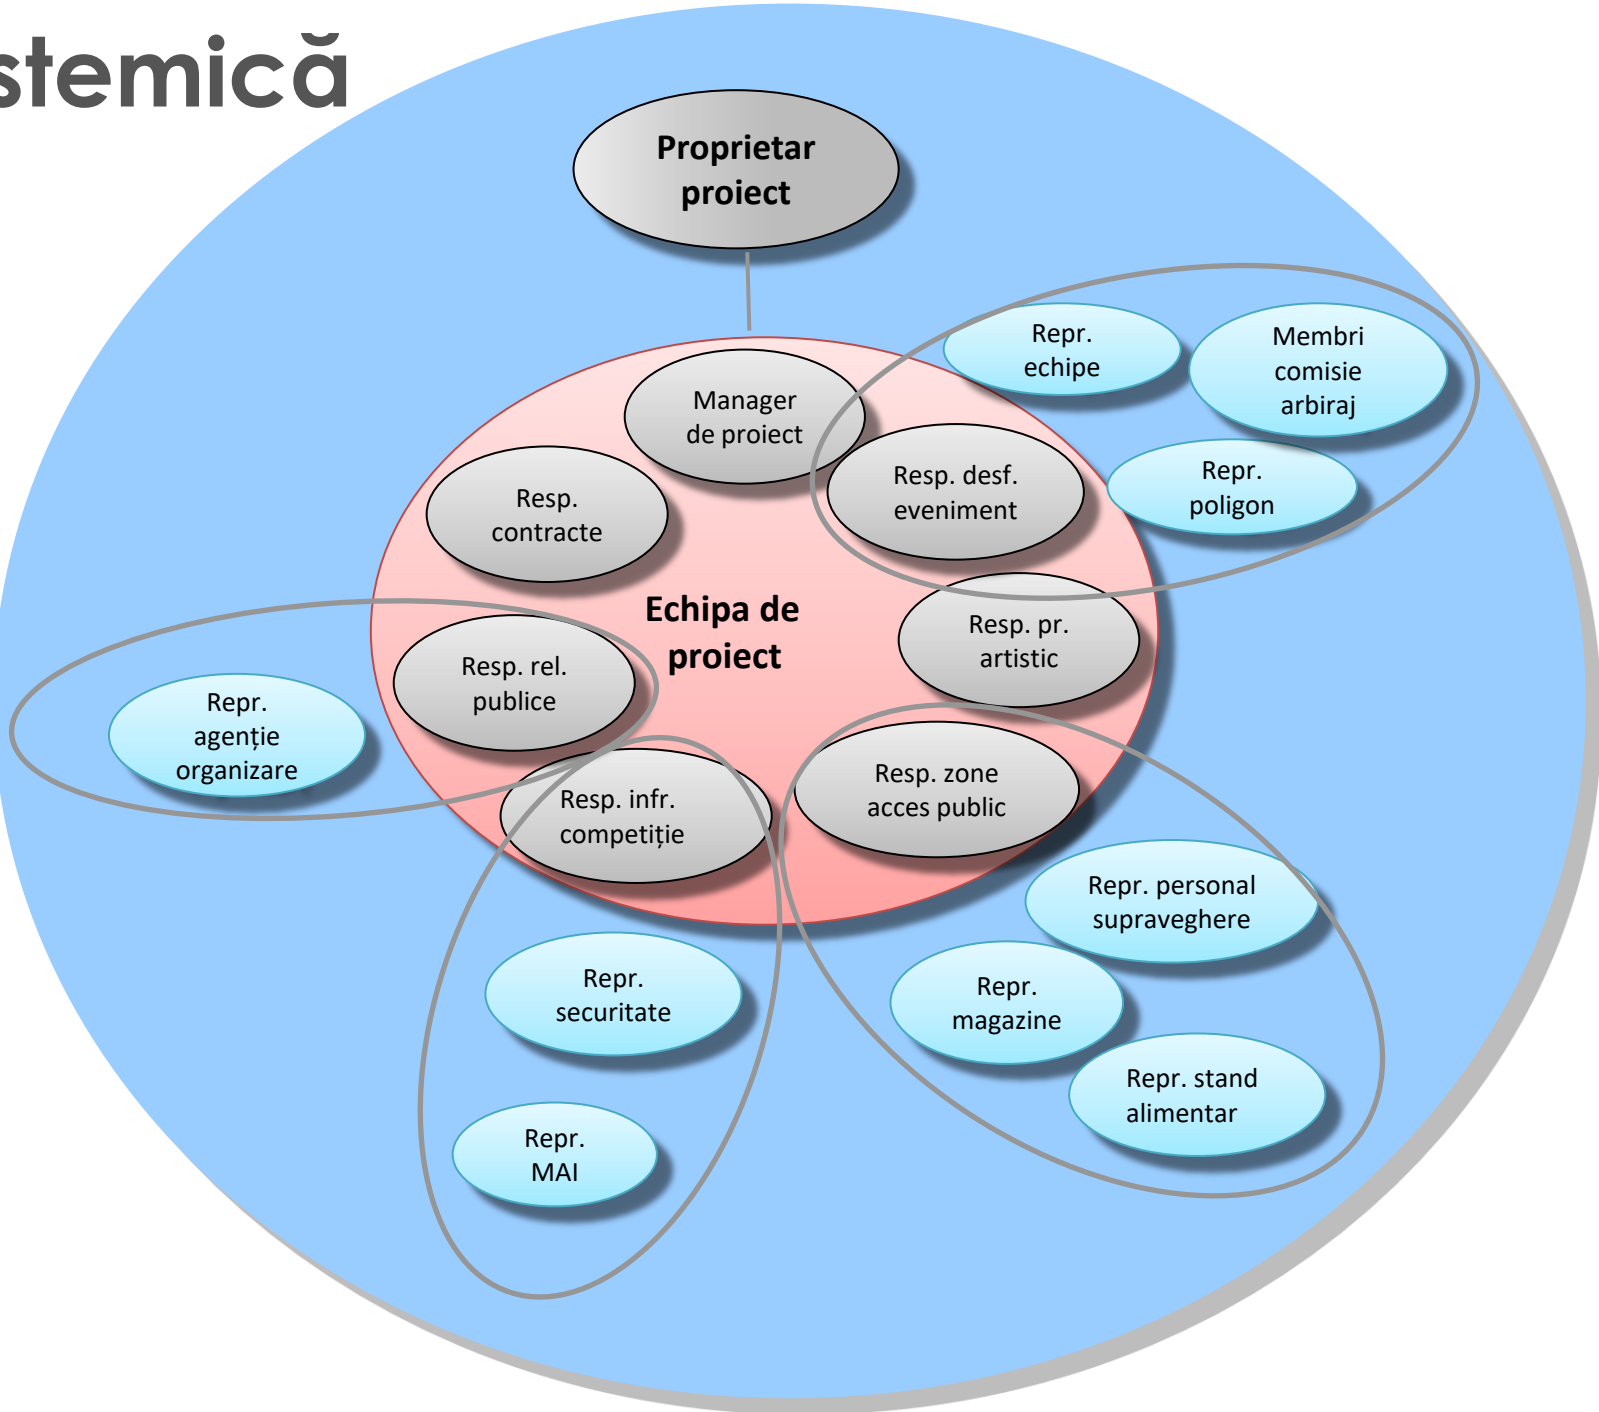 stemică
Proprietar
proiect
Repr.
echipe
Membri
comisie
arbiraj
Manager
de proiect
Resp. desf.
eveniment
Repr.
poligon
Resp.
contracte
Echipa de
proiect
Resp. pr.
artistic
Resp. rel.
publice
Repr.
agenție
organizare
Resp. infr.
competiție
Resp. zone
acces public
Repr. personal
supraveghere
Repr.
securitate
Repr.
magazine
Repr. stand
alimentar
Repr.
MAI